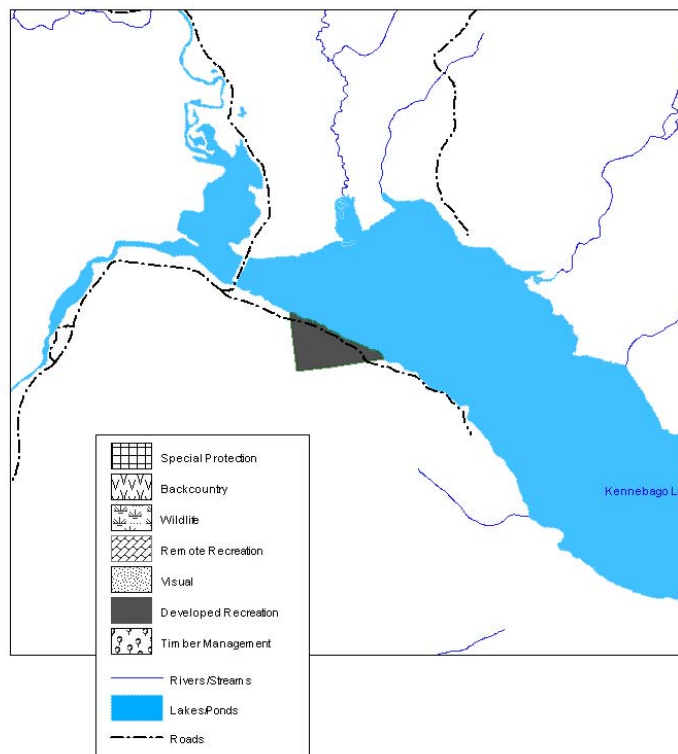 Kennebago L
Special Protection
Backcountry
Wildlife
Remote Recreation
Visual
Developed Recreation
Timber Management
Rivers/Streams
Lakes/Ponds
Roads